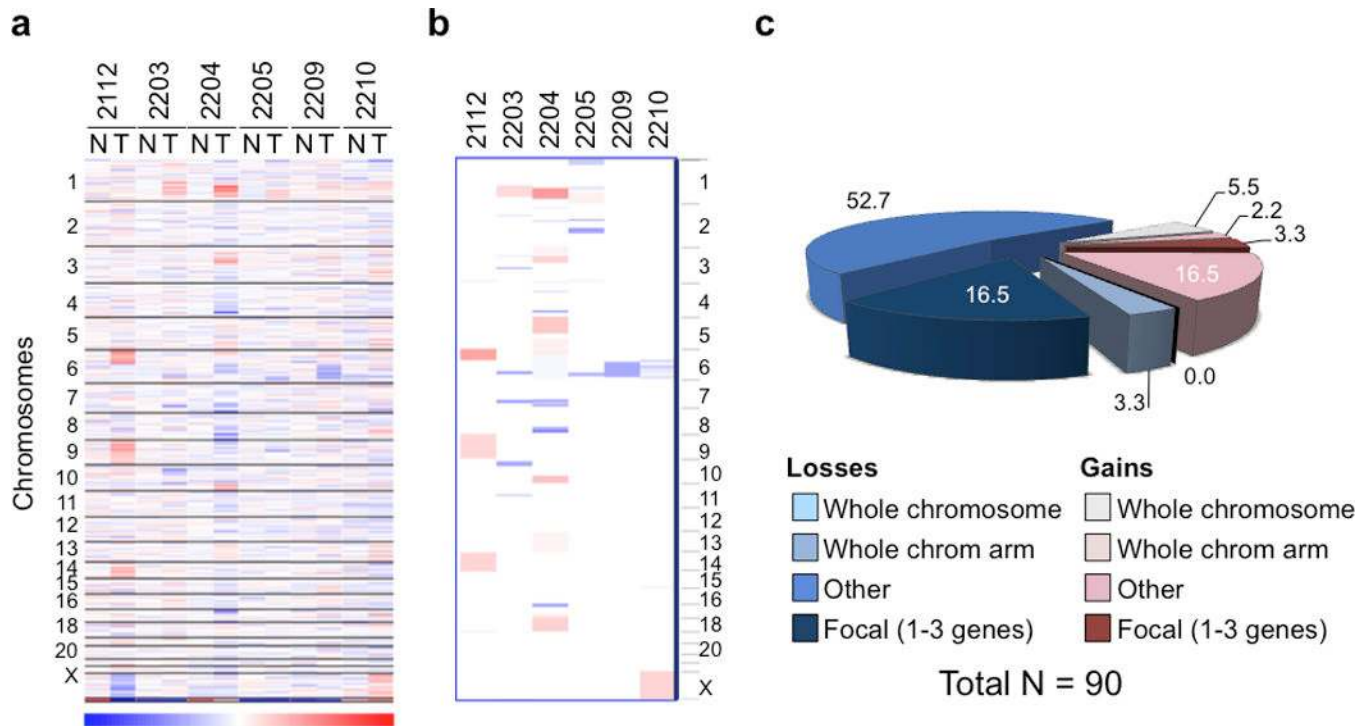 a
2112 2203 2204 2205 2209 2210
N T N T N T N T N T N T
Chromosomes
1
2
3
4
5
6
7
8
9
10
11
12
13
14
15
16
18
20
X
b
2112 2203 2204 2205 2209 2210
1
2
3
4
5
6
7
8
9
10
11
12
13
14
15
16
18
20
X
c
52.7
5.5
2.2
3.3
16.5
16.5
0.0
3.3
Losses
Whole chromosome
Whole chrom arm
Other
Focal (1-3 genes)
Gains
Whole chromosome
Whole chrom arm
Other
Focal (1-3 genes)
Total N = 90